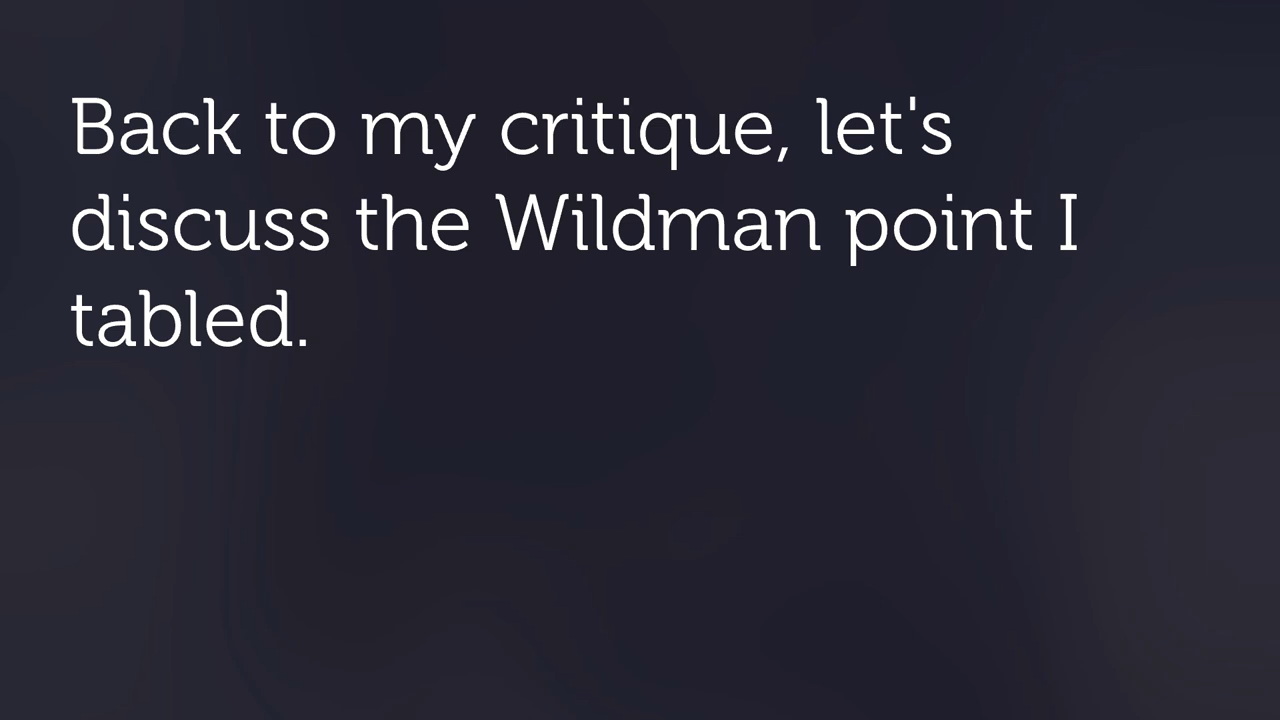 Back to my critique, let's
discuss the Wildman point I
tabled.